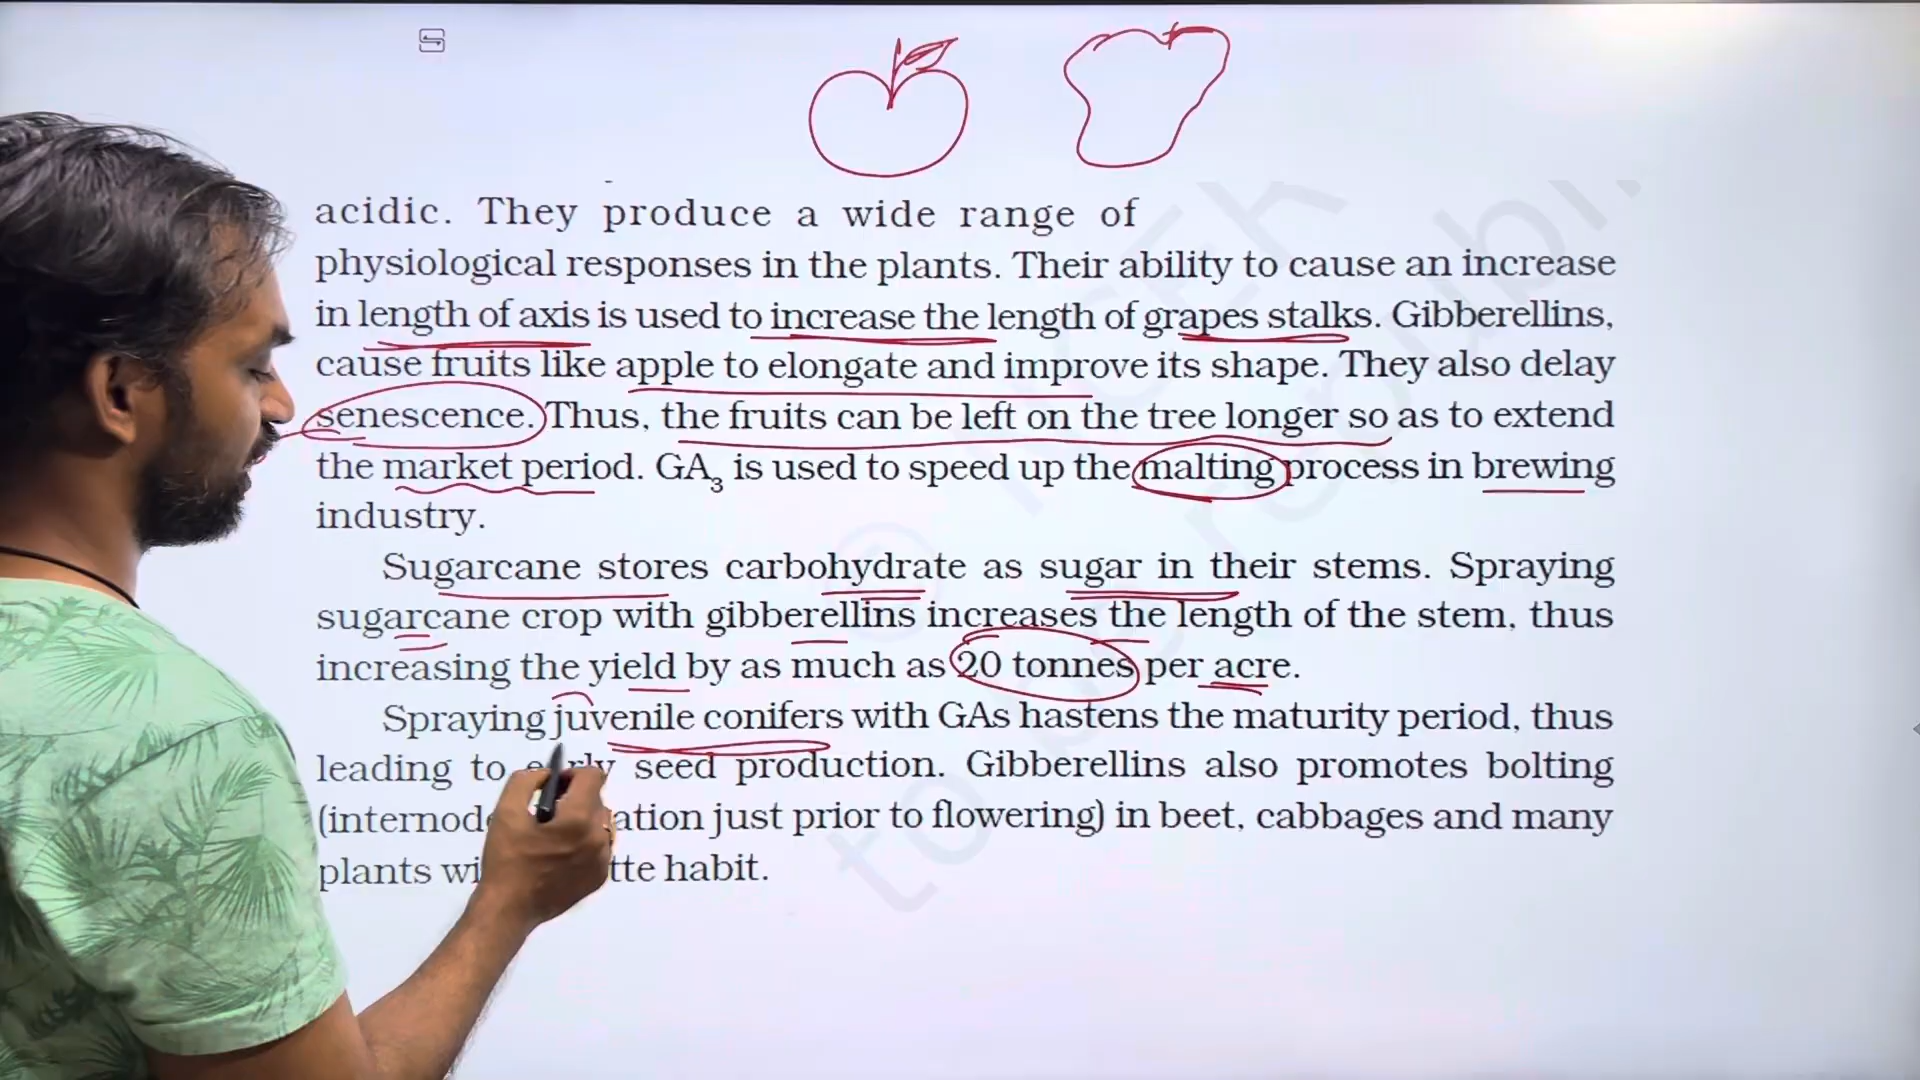 acidic. They produce a wide range of
physiological responses in the plants. Their ability to cause an increase
in length of axis is used to increase the length of grapes stalks. Gibberellins,
cause fruits like apple to elongate and improve its shape. They also delay
senescence. Thus, the fruits can be left on the tree longer so as to extend
the market period. GA₃ is used to speed up the malting process in brewing
industry.
Sugarcane stores carbohydrate as sugar in their stems. Spraying
sugarcane crop with gibberellins increases the length of the stem, thus
increasing the yield by as much as 20 tonnes per acre.
Spraying juvenile conifers with GAs hastens the maturity period, thus
leading to early seed production. Gibberellins also promotes bolting
(internode just prior to flowering) in beet, cabbages and many
plants habit.